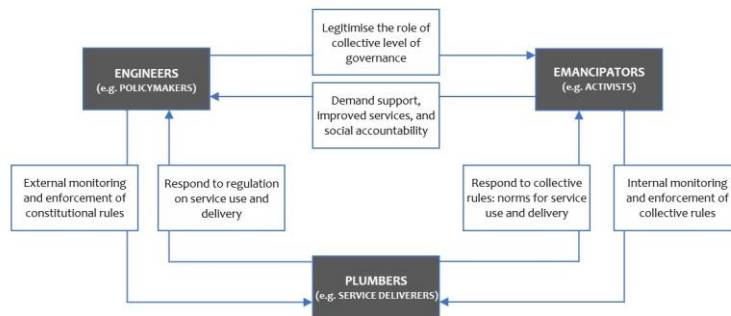 Legitimise the role of
collective level of
governance
ENGINEERS
(e.g. POLICYMAKERS)
EMANCIPATORS
(e.g. ACTIVISTS)
Demand support,
improved services, and
social accountability
External monitoring
and enforcement of
constitutional rules
Respond to regulation
on service use and
delivery
Respond to collective
rules: norms for service
use and delivery
Internal monitoring
and enforcement of
collective rules
PLUMBERS
(e.g. SERVICE DELIVERERS)